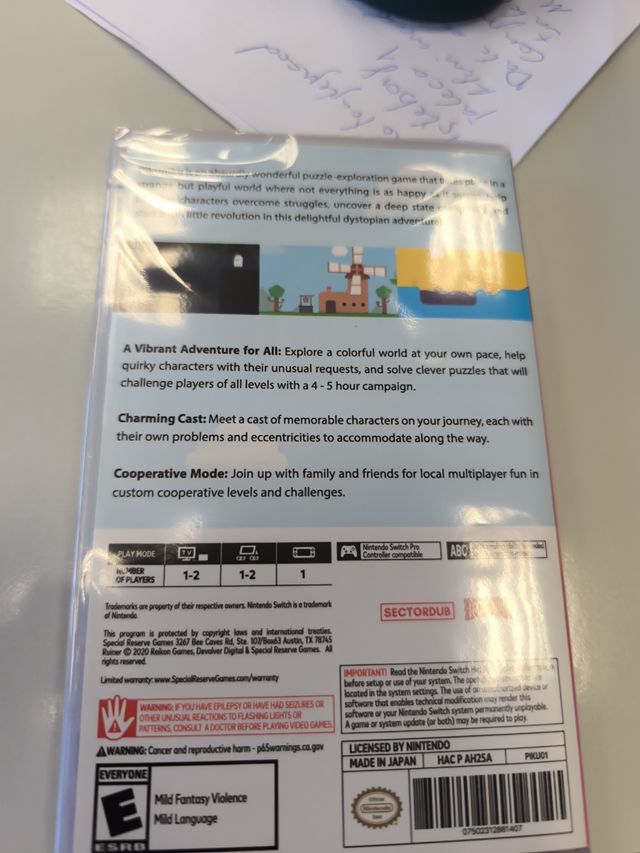 is an absurdly wonderful puzzle-exploration game that takes place in a
strange but playful world where not everything is as happy as it
characters overcome struggles, uncover a deep state
little revolution in this delightful dystopian adventure
A Vibrant Adventure for All: Explore a colorful world at your own pace, help
quirky characters with their unusual requests, and solve clever puzzles that will
challenge players of all levels with a 4 - 5 hour campaign.
Charming Cast: Meet a cast of memorable characters on your journey, each with
their own problems and eccentricities to accommodate along the way.
Cooperative Mode: Join up with family and friends for local multiplayer fun in
custom cooperative levels and challenges.
PLAY MODE TV
NUMBER OF PLAYERS 1-2 1-2 1
Nintendo Switch Pro
Controller compatible
ABC
Trademarks are property of their respective owners. Nintendo Switch is a trademark
of Nintendo.
SECTORDUB
This program is protected by copyright laws and international treaties.
Special Reserve Games 3267 Bee Caves Rd, Ste. 107/Box63 Austin, TX 78745
Ruiner © 2020 Reikon Games, Devolver Digital & Special Reserve Games. All
rights reserved.
Limited warranty: www.SpecialReserveGames.com/warranty
IMPORTANT! Read the Nintendo Switch
before setup or use of your system. The
located in the system settings. The use of an unauthorized device or
software that enables technical modification may render this
software or your Nintendo Switch system permanently unplayable.
A game or system update (or both) may be required to play.
WARNING: IF YOU HAVE EPILEPSY OR HAVE HAD SEIZURES OR
OTHER UNUSUAL REACTIONS TO FLASHING LIGHTS OR
PATTERNS, CONSULT A DOCTOR BEFORE PLAYING VIDEO GAMES.
WARNING: Cancer and reproductive harm - p65warnings.ca.gov
LICENSED BY NINTENDO
MADE IN JAPAN HAC P AH2SA PIKU01
EVERYONE
E
Mild Fantasy Violence
Mild Language
ESRB
Official
Nintendo
Seal